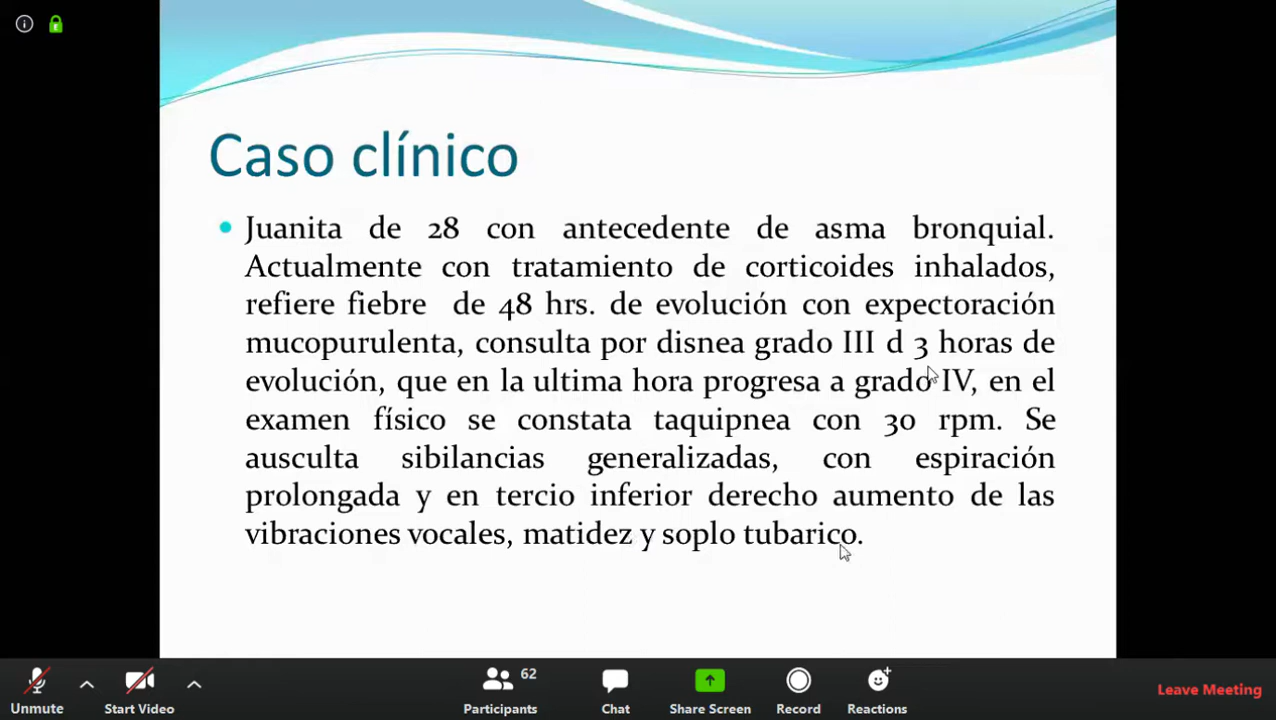 Caso clínico
Juanita de 28 con antecedente de asma bronquial.
Actualmente con tratamiento de corticoides inhalados,
refiere fiebre de 48 hrs. de evolución con expectoración
mucopurulenta, consulta por disnea grado III d 3 horas de
evolución, que en la ultima hora progresa a grado IV, en el
examen físico se constata taquipnea con 30 rpm. Se
ausculta sibilancias generalizadas, con espiración
prolongada y en tercio inferior derecho aumento de las
vibraciones vocales, matidez y soplo tubarico.
62
Unmute
Start Video
Participants
Chat
Share Screen
Record
Reactions
Leave Meeting